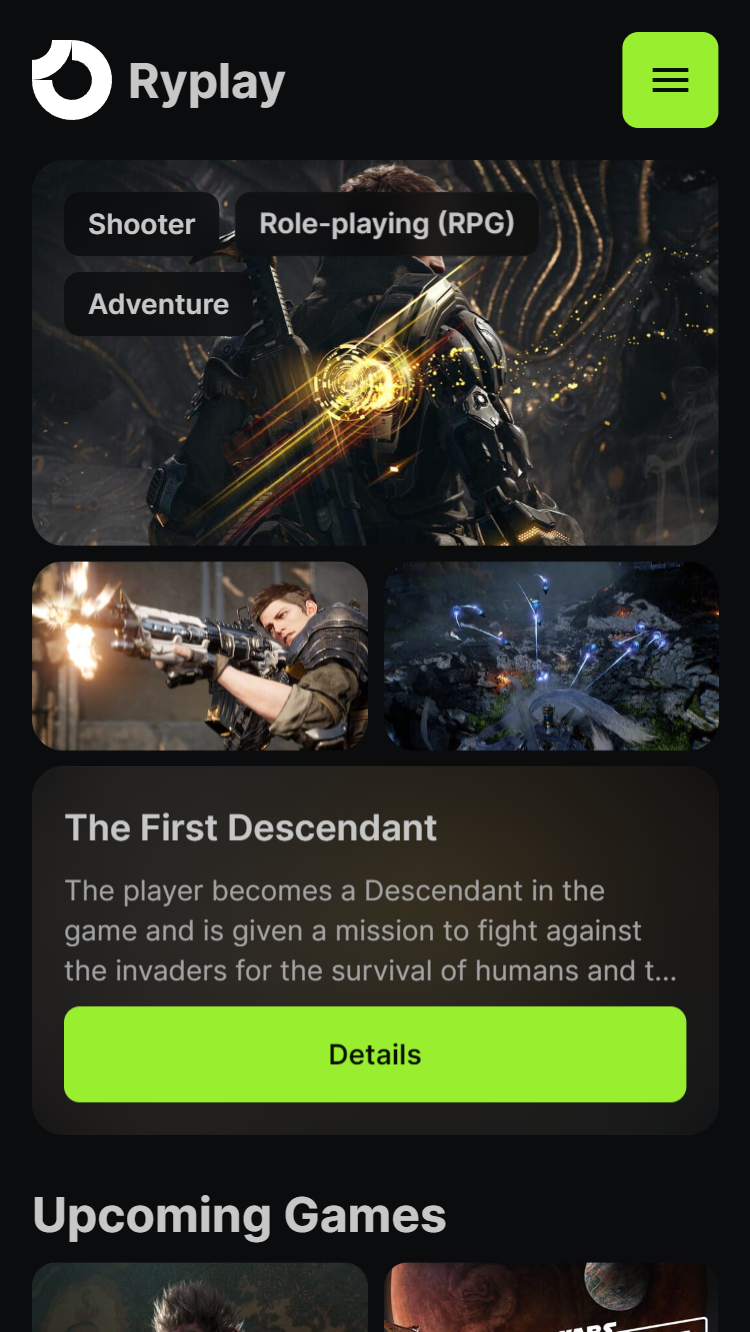 Ryplay
Shooter
Role-playing (RPG)
Adventure
The First Descendant
The player becomes a Descendant in the
game and is given a mission to fight against
the invaders for the survival of humans and t...
Details
Upcoming Games